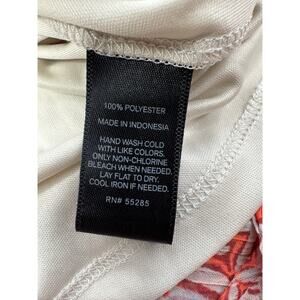 100% POLYESTER
MADE IN INDONESIA
HAND WASH COLD
WITH LIKE COLORS.
ONLY NON-CHLORINE
BLEACH WHEN NEEDED.
LAY FLAT TO DRY.
COOL IRON IF NEEDED.
RN# 55285